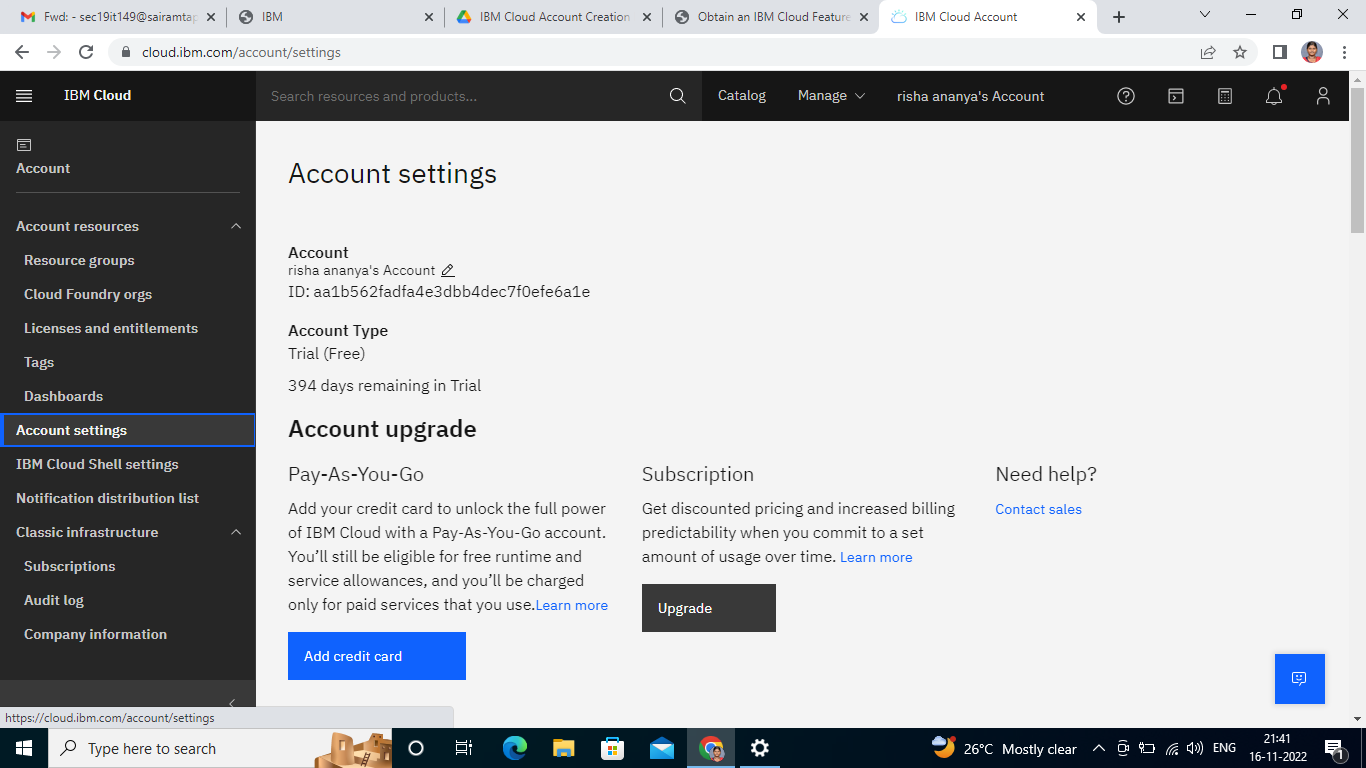 Fwd: - sec19it149@sairamtap
IBM
IBM Cloud Account Creation
Obtain an IBM Cloud Feature
IBM Cloud Account
cloud.ibm.com/account/settings
IBM Cloud
Search resources and products...
Catalog
Manage
risha ananya's Account
Account
Account resources
Resource groups
Cloud Foundry orgs
Licenses and entitlements
Tags
Dashboards
Account settings
IBM Cloud Shell settings
Notification distribution list
Classic infrastructure
Subscriptions
Audit log
Company information
Account settings
Account
risha ananya's Account
ID: aa1b562fadfa4e3dbb4dec7f0efe6a1e
Account Type
Trial (Free)
394 days remaining in Trial
Account upgrade
Pay-As-You-Go
Add your credit card to unlock the full power
of IBM Cloud with a Pay-As-You-Go account.
You’ll still be eligible for free runtime and
service allowances, and you’ll be charged
only for paid services that you use.Learn more
Add credit card
Subscription
Get discounted pricing and increased billing
predictability when you commit to a set
amount of usage over time. Learn more
Upgrade
Need help?
Contact sales
https://cloud.ibm.com/account/settings
Type here to search
26°C Mostly clear
ENG
21:41
16-11-2022
1